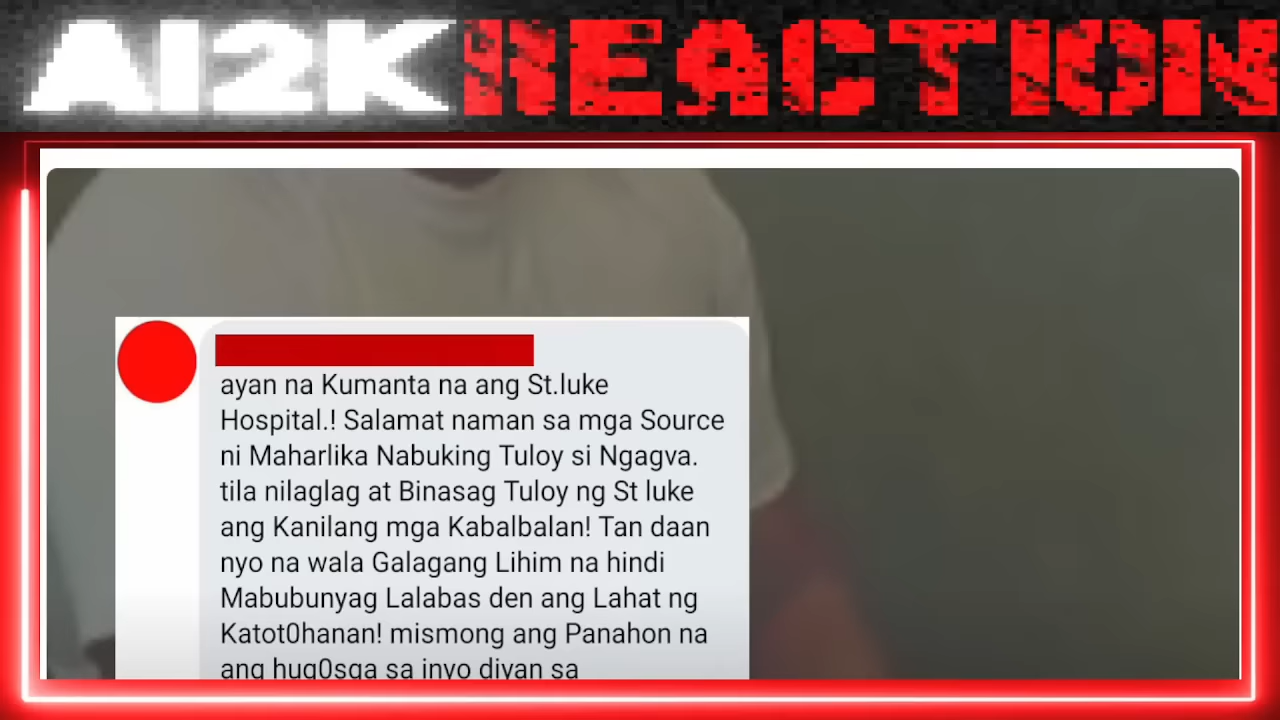 AI2KREACTION
ayan na Kumanta na ang St.luke
Hospital.! Salamat naman sa mga Source
ni Maharlika Nabuking Tuloy si Ngagva.
tila nilaglag at Binasag Tuloy ng St luke
ang Kanilang mga Kabalbalan! Tan daan
nyo na wala Galagang Lihim na hindi
Mabubunyag Lalabas den ang Lahat ng
Katot0hanan! mismong ang Panahon na
ang hug0sga sa inyo diyan sa